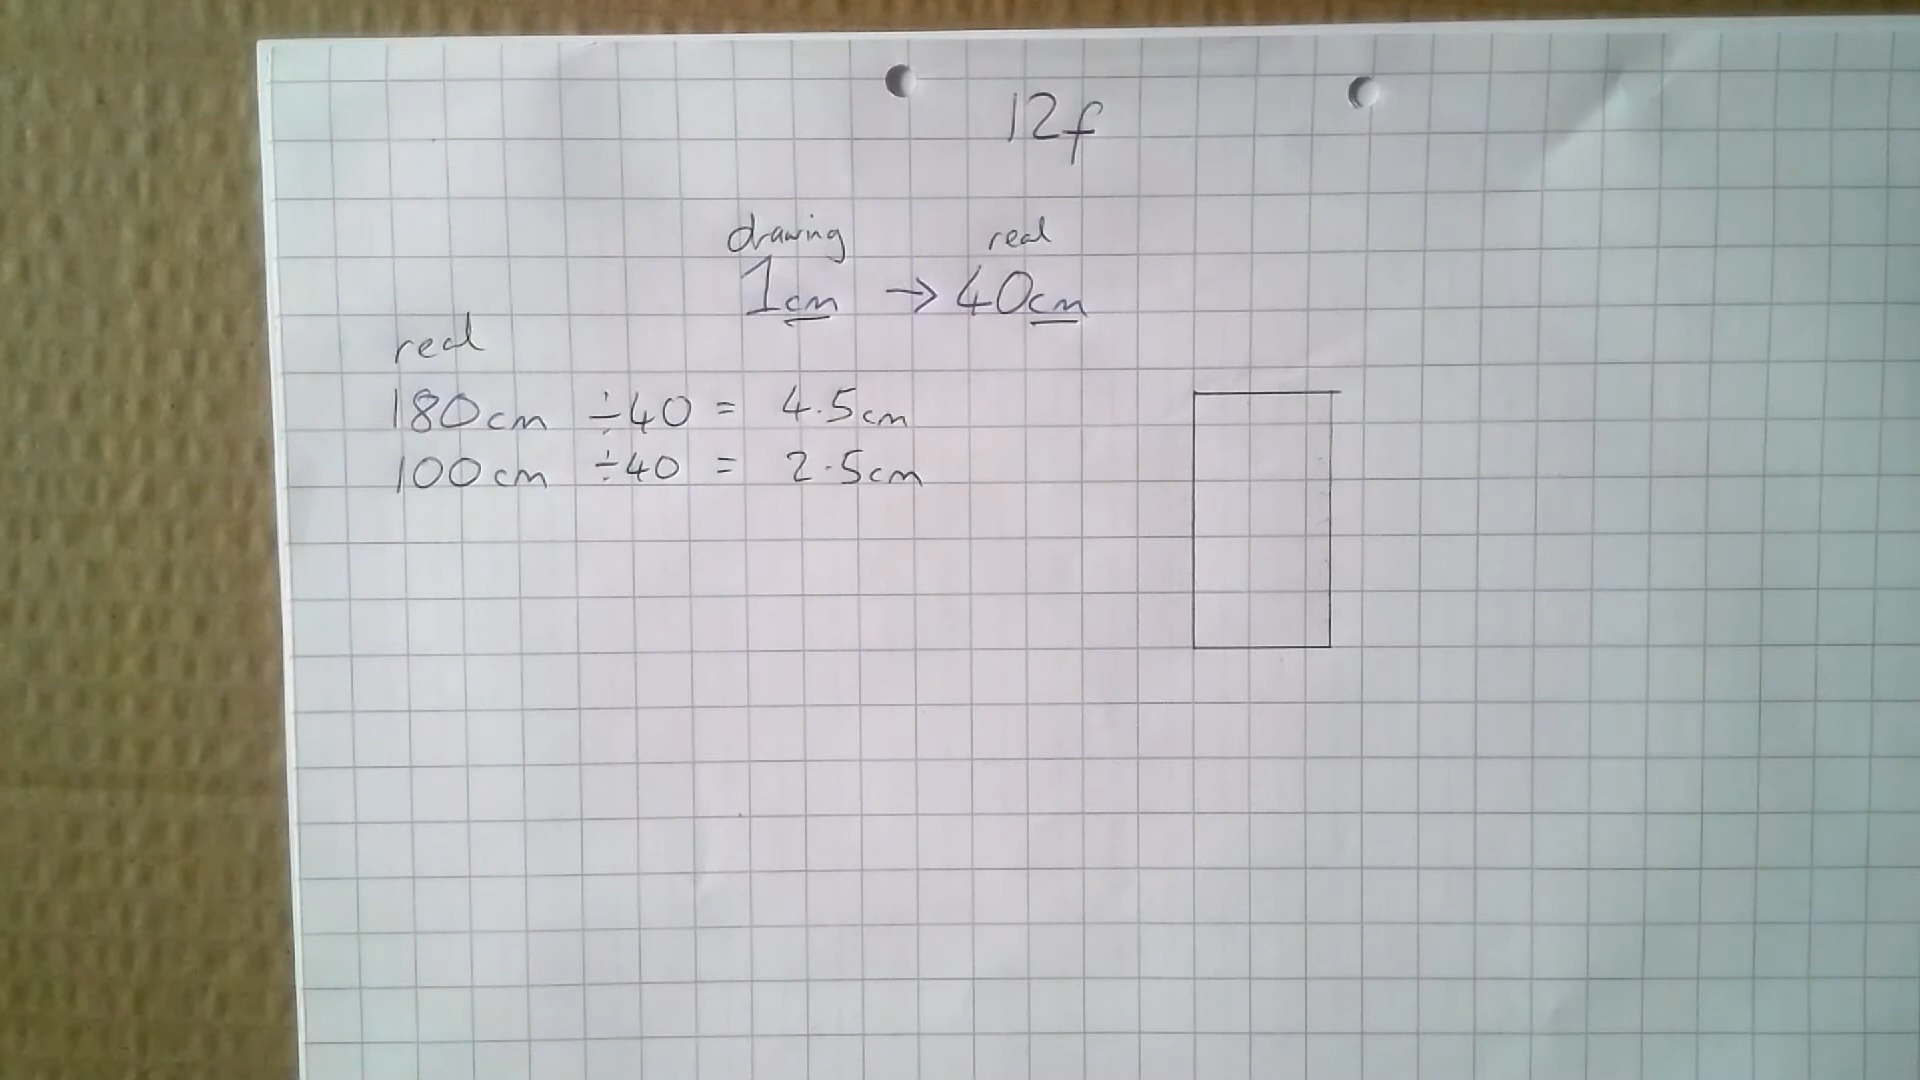 12f
drawing real
1cm → 40cm
real
180cm ÷40 = 4.5cm
100cm ÷40 = 2.5cm